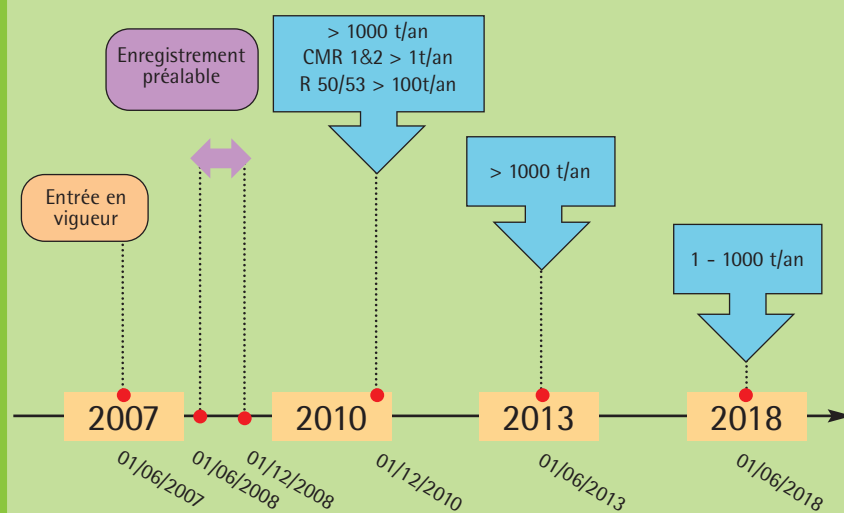 > 1000 t/an
CMR 1&2 > 1t/an
R 50/53 > 100t/an
Enregistrement
préalable
> 1000 t/an
Entrée en
vigueur
1 - 1000 t/an
2007
2010
2013
2018
01/06/2007
01/06/2008
01/12/2008
01/12/2010
01/06/2013
01/06/2018